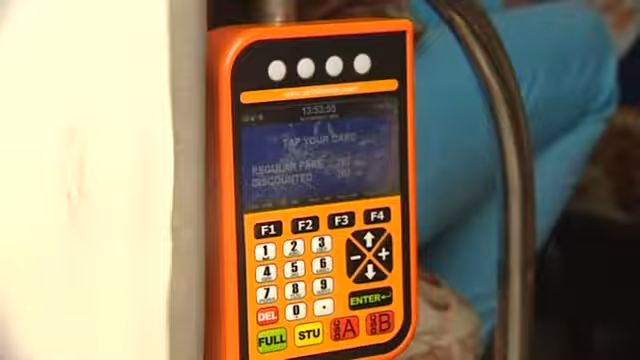 13:53:55
TAP YOUR CARD
REGULAR FARE
DISCOUNTED
F1 F2 F3 F4
1 2 3
4 5 6
7 8 9
DEL 0 .
- +
ENTER
FULL STU A B